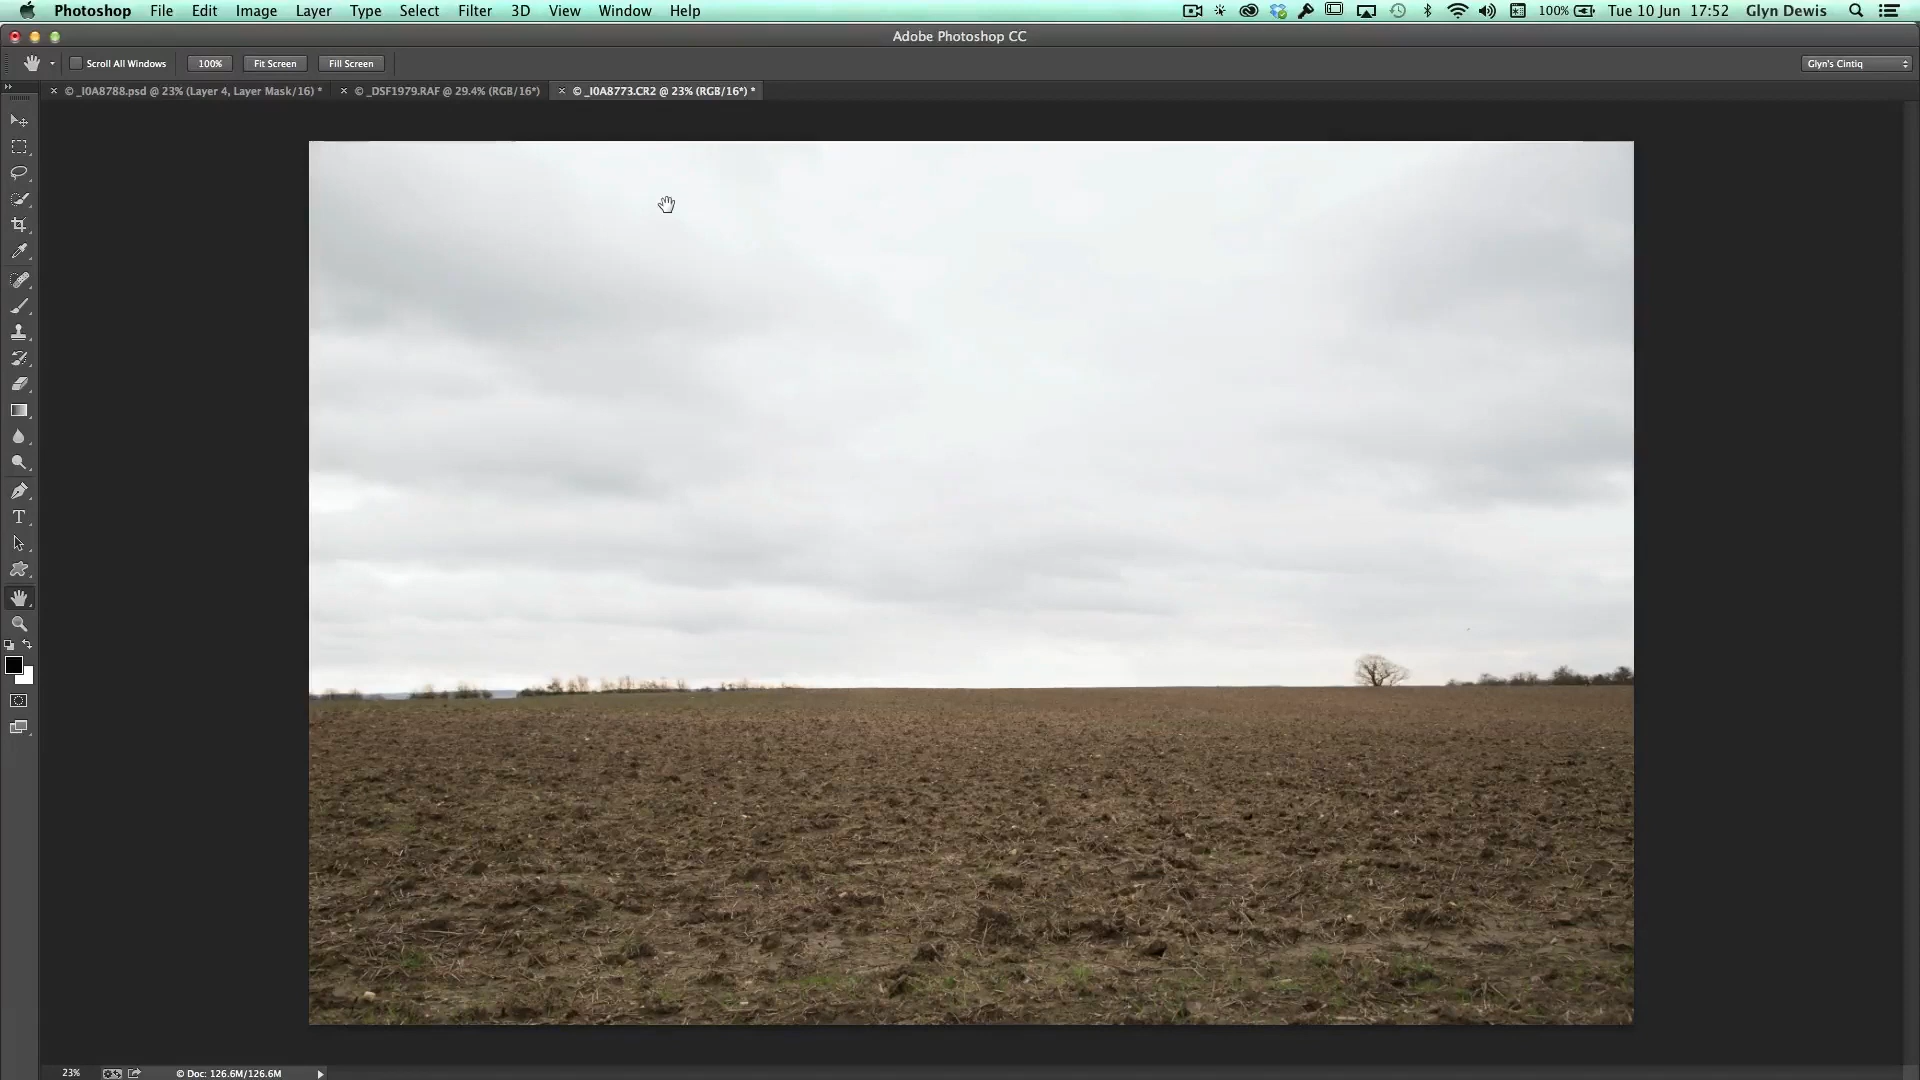 Photoshop File Edit Image Layer Type Select Filter 3D View Window Help 100% Tue 10 Jun 17:52 Glyn Dewis
Adobe Photoshop CC
Scroll All Windows 100% Fit Screen Fill Screen Glyn's Cintiq
© _I0A8788.psd @ 23% (Layer 4, Layer Mask/16) * © _DSF1979.RAF @ 29.4% (RGB/16*) © _I0A8773.CR2 @ 23% (RGB/16*) *
23% © Doc: 126.6M/126.6M